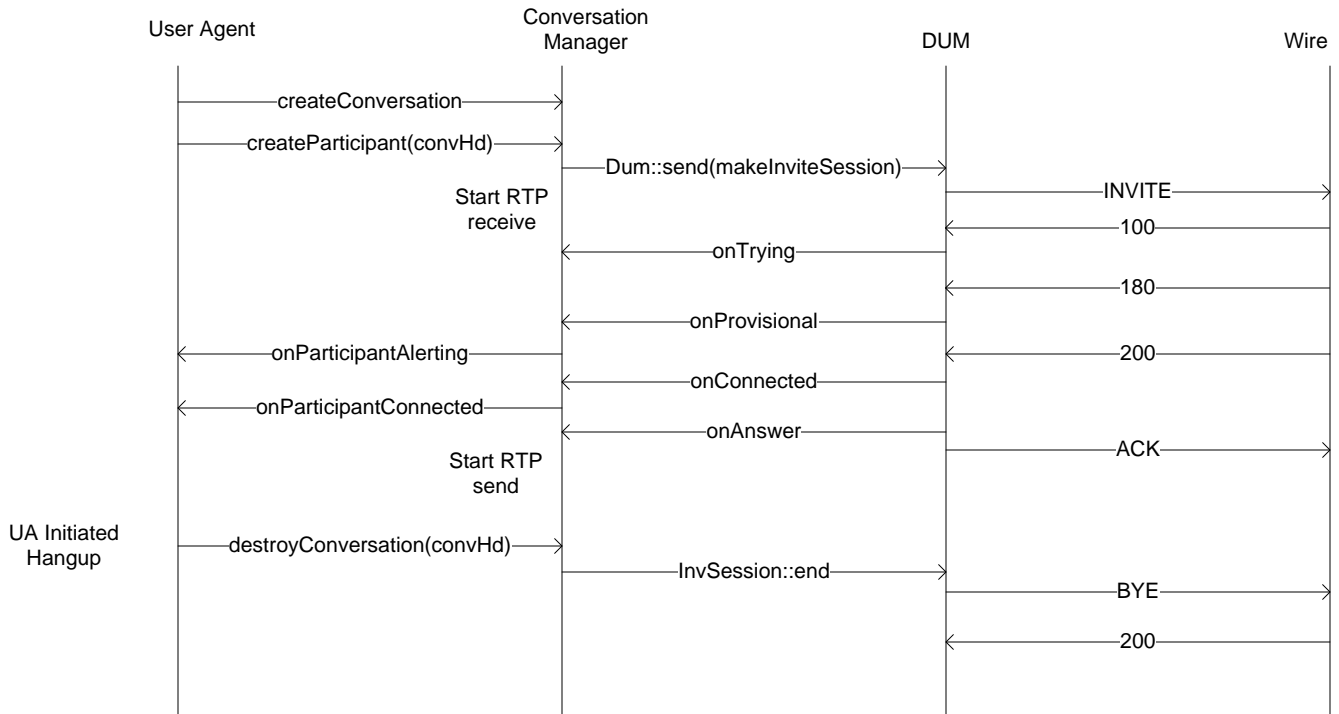 User Agent
Conversation
Manager
DUM
Wire
createConversation
createParticipant(convHd)
Dum::send(makeInviteSession)
INVITE
Start RTP
receive
100
onTrying
180
onProvisional
onParticipantAlerting
200
onConnected
onParticipantConnected
onAnswer
ACK
Start RTP
send
UA Initiated
Hangup
destroyConversation(convHd)
InvSession::end
BYE
200